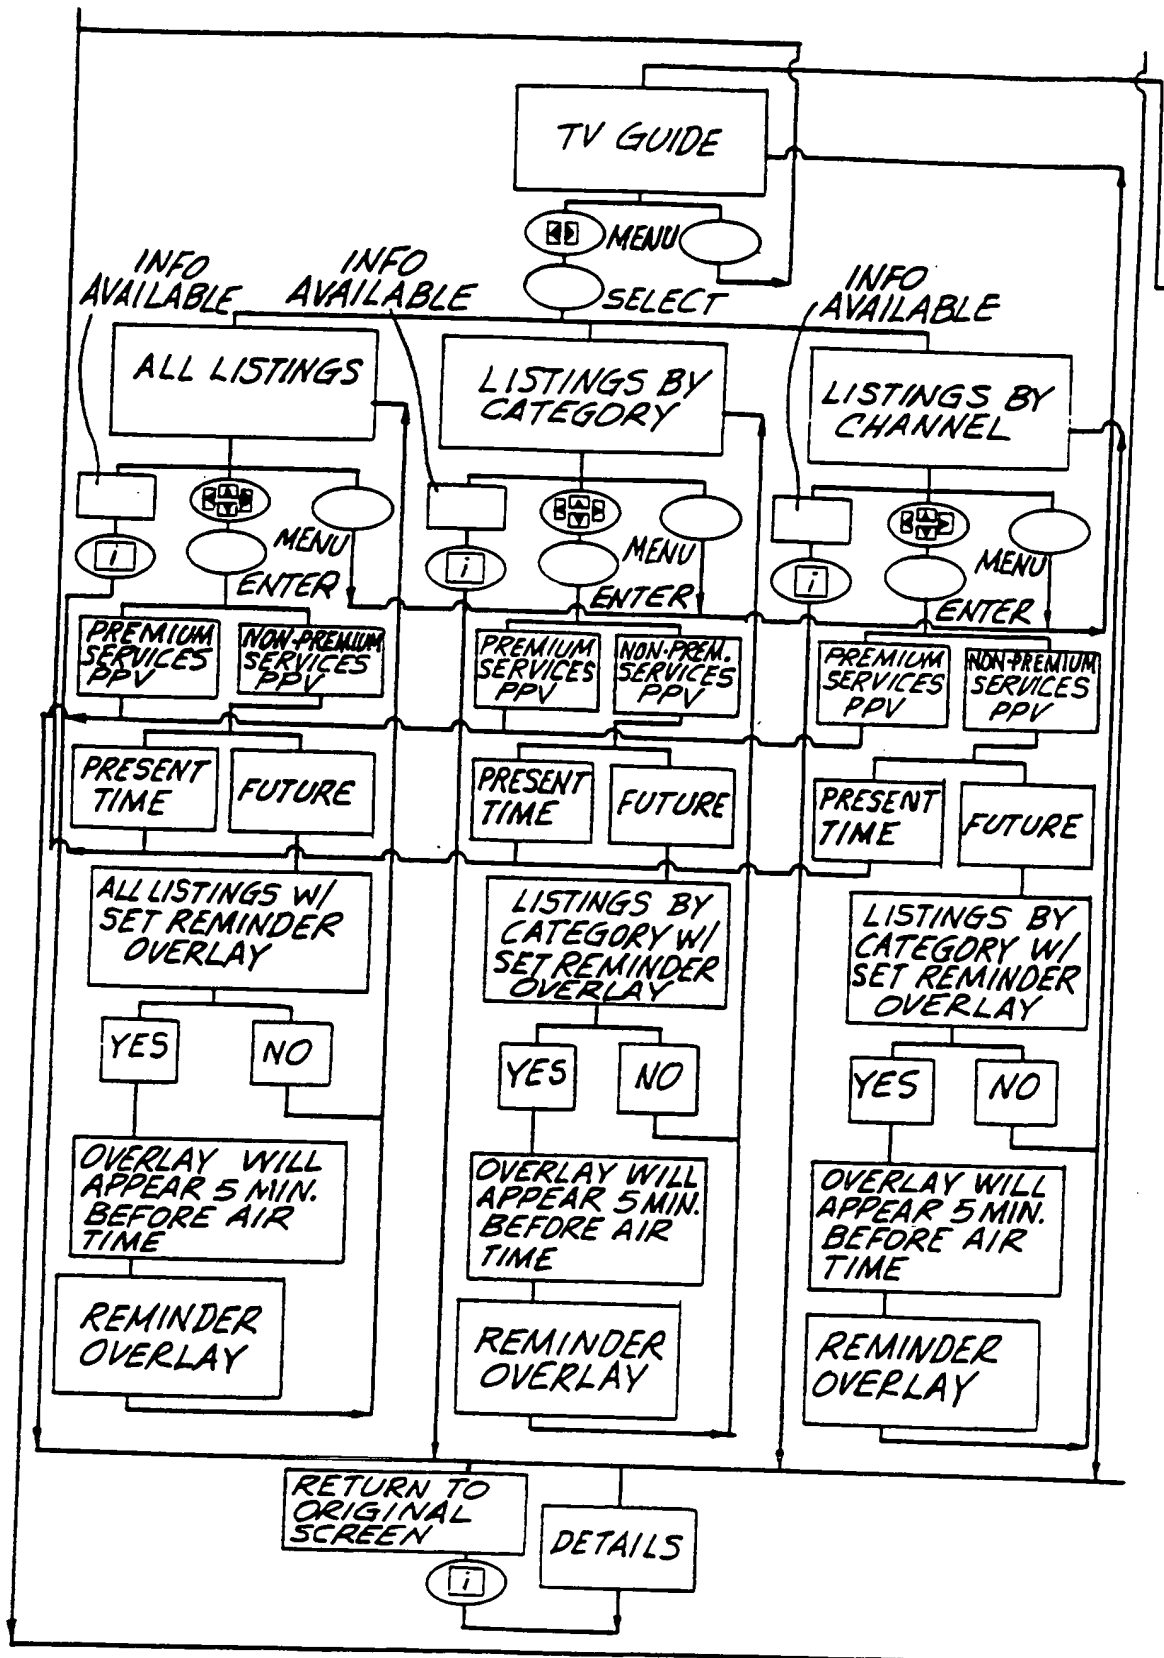 TV GUIDE
MENU
SELECT
INFO
AVAILABLE
INFO
AVAILABLE
INFO
AVAILABLE
ALL LISTINGS
LISTINGS BY
CATEGORY
LISTINGS BY
CHANNEL
i
MENU
ENTER
i
MENU
ENTER
i
MENU
ENTER
PREMIUM
SERVICES
PPV
NON-PREMIUM
SERVICES
PPV
PREMIUM
SERVICES
PPV
NON-PREM.
SERVICES
PPV
PREMIUM
SERVICES
PPV
NON-PREMIUM
SERVICES
PPV
PRESENT
TIME
FUTURE
PRESENT
TIME
FUTURE
PRESENT
TIME
FUTURE
ALL LISTINGS W/
SET REMINDER
OVERLAY
LISTINGS BY
CATEGORY W/
SET REMINDER
OVERLAY
LISTINGS BY
CATEGORY W/
SET REMINDER
OVERLAY
YES
NO
YES
NO
YES
NO
OVERLAY WILL
APPEAR 5 MIN.
BEFORE AIR
TIME
OVERLAY WILL
APPEAR 5 MIN.
BEFORE AIR
TIME
OVERLAY WILL
APPEAR 5 MIN.
BEFORE AIR
TIME
REMINDER
OVERLAY
REMINDER
OVERLAY
REMINDER
OVERLAY
RETURN TO
ORIGINAL
SCREEN
DETAILS
i